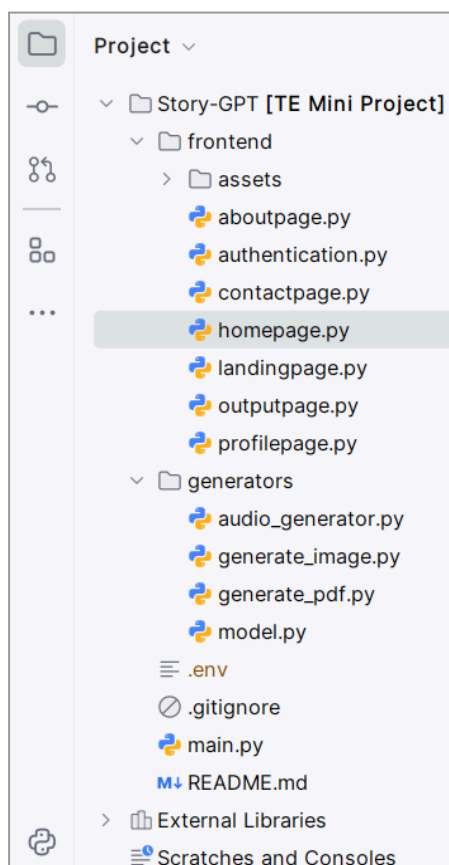 Project
Story-GPT [TE Mini Project]
frontend
assets
aboutpage.py
authentication.py
contactpage.py
homepage.py
landingpage.py
outputpage.py
profilepage.py
generators
audio_generator.py
generate_image.py
generate_pdf.py
model.py
.env
.gitignore
main.py
M↓ README.md
External Libraries
Scratches and Consoles